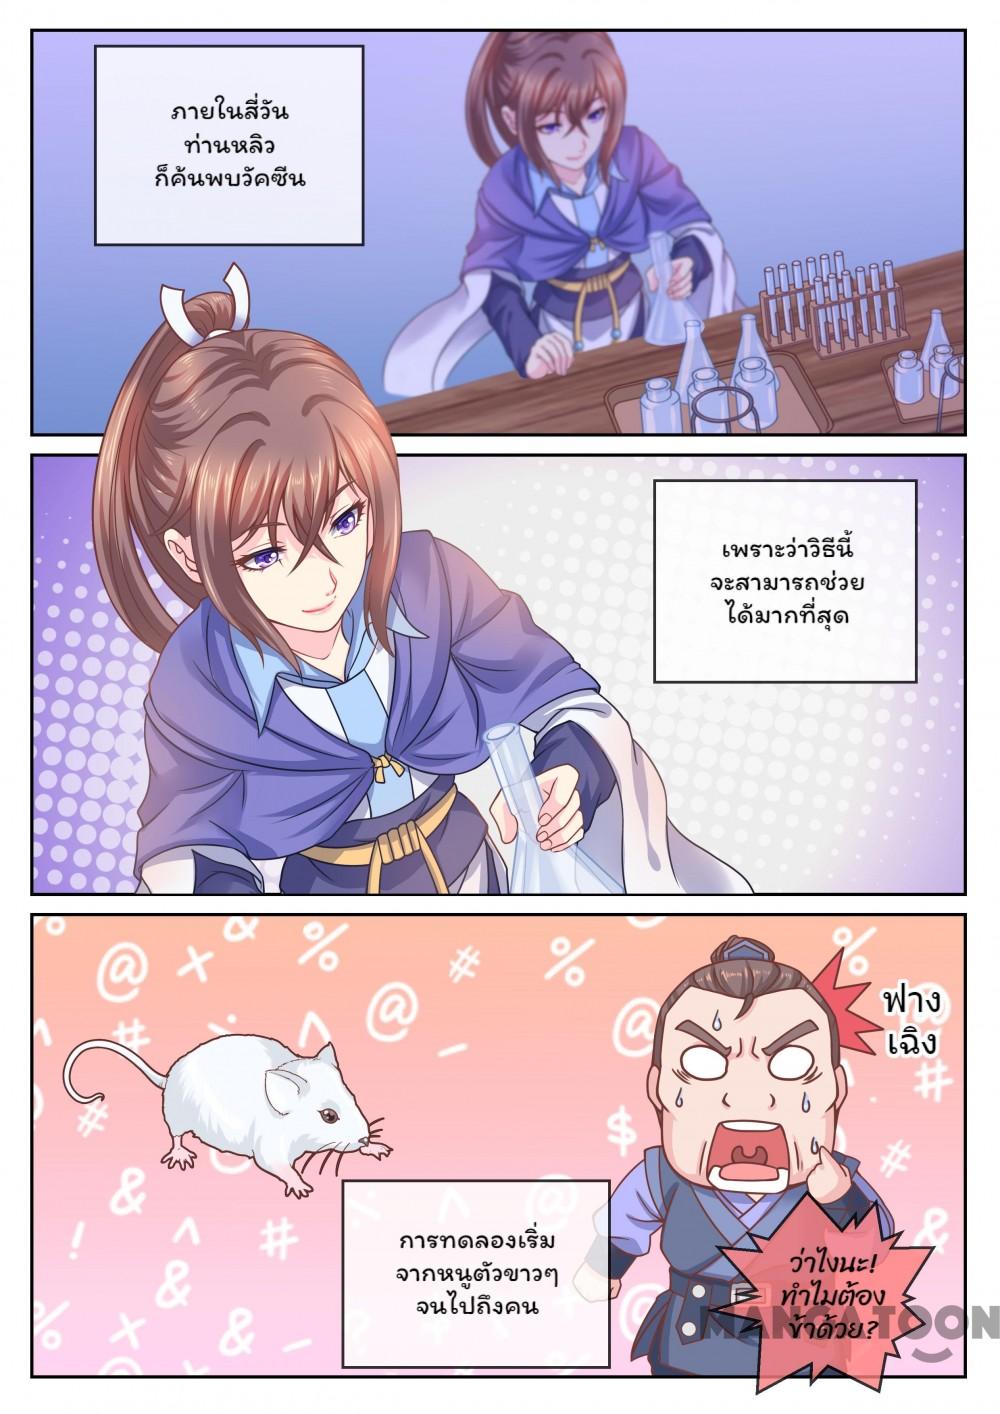 ภายในสี่วัน
ท่านหลิว
ก็ค้นพบวัคซีน
เพราะว่าวิธีนี้
จะสามารถช่วย
ได้มากที่สุด
ฟาง
เฉิง
การทดลองเริ่ม
จากหนูตัวขาวๆ
จนไปถึงคน
ว่าไงนะ!
ทำไมต้อง
ข้าด้วย?
MANGATOON